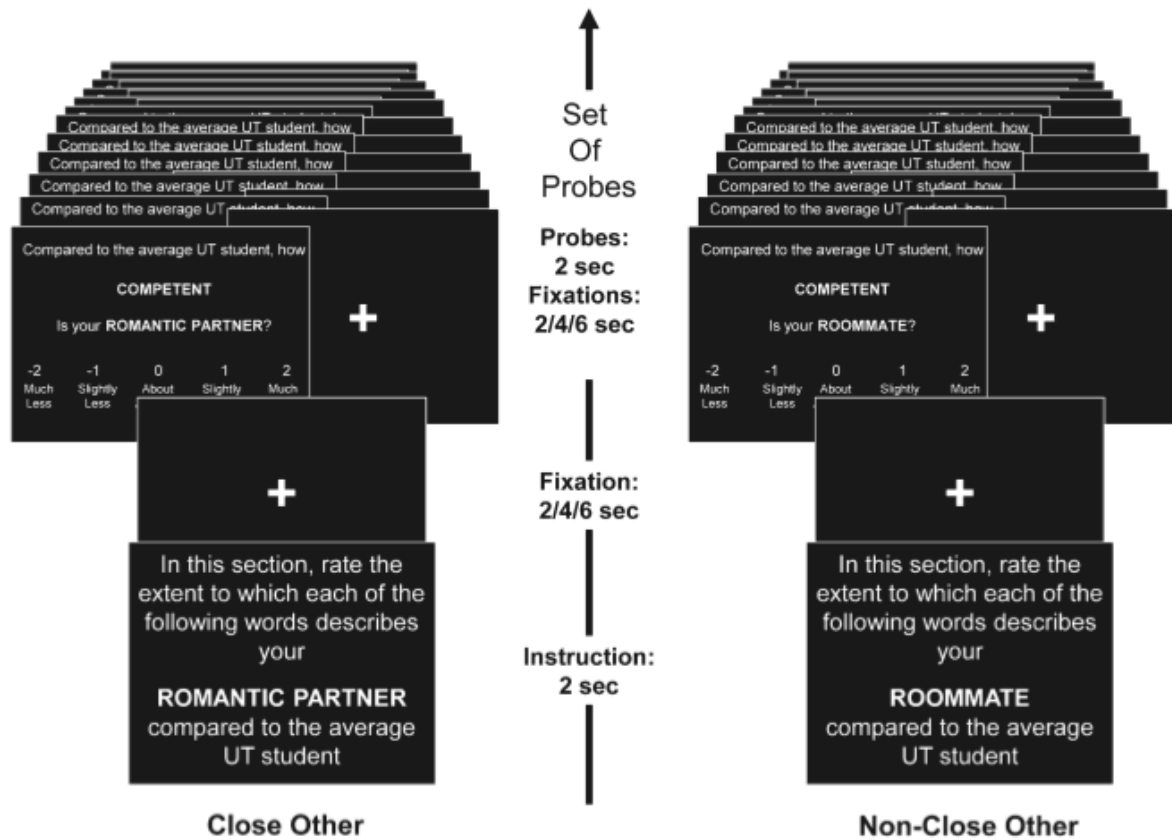 Compared to the average UT student, how
Compared to the average UT student, how
Compared to the average UT student, how
Compared to the average UT student, how
Compared to the average UT student, how
Compared to the average UT student, how
COMPETENT
Is your ROMANTIC PARTNER?
-2 -1 0 1 2
Much Slightly About Slightly Much
Less Less
+
+
In this section, rate the
extent to which each of the
following words describes
your
ROMANTIC PARTNER
compared to the average
UT student
Close Other
Set
Of
Probes
Probes:
2 sec
Fixations:
2/4/6 sec
Fixation:
2/4/6 sec
Instruction:
2 sec
Compared to the average UT student, how
Compared to the average UT student, how
Compared to the average UT student, how
Compared to the average UT student, how
Compared to the average UT student, how
Compared to the average UT student, how
COMPETENT
Is your ROOMMATE?
-2 -1 0 1 2
Much Slightly About Slightly Much
Less Less
+
+
In this section, rate the
extent to which each of the
following words describes
your
ROOMMATE
compared to the average
UT student
Non-Close Other